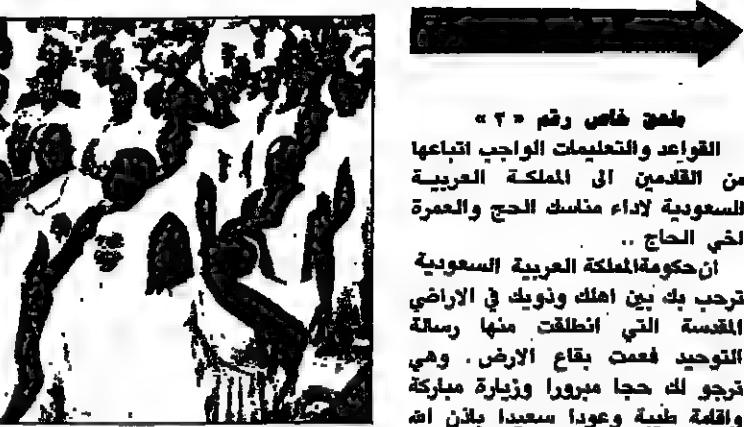 ملحق خاص رقم « ٢ »
القواعد والتعليمات الواجب اتباعها
من القادمين الى المملكة العربية
السعودية لاداء مناسك الحج والعمرة
اخي الحاج ..
ان حكومة المملكة العربية السعودية
ترحب بك بين اهلك وذويك في الاراضي
المقدسة التي انطلقت منها رسالة
التوحيد فعمت بقاع الارض . وهي
ترجو لك حجا مبرورا وزيارة مباركة
واقامة طيبة وعودا سعيدا باذن الله